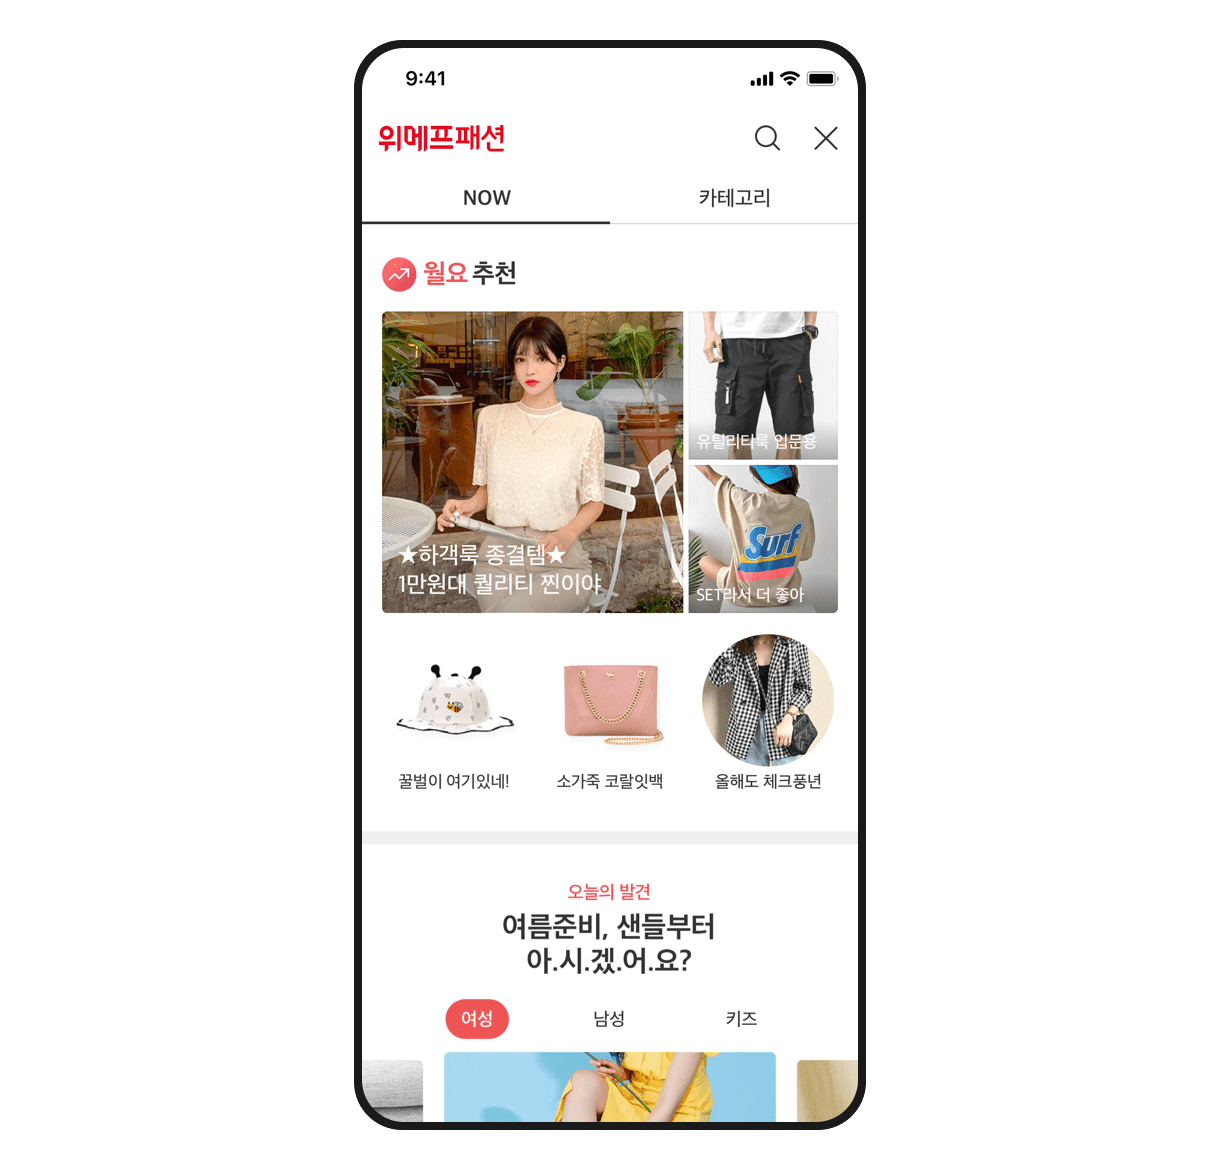 9:41
위메프패션
NOW
카테고리
월요 추천
★하객룩 종결템★
1만원대 퀄리티 찐이야
유틸리티룩 입문용
Surf
SET라서 더 좋아
꿀벌이 여기있네!
소가죽 코랄잇백
올해도 체크풍년
오늘의 발견
여름준비, 샌들부터
아.시.겠.어.요?
여성
남성
키즈